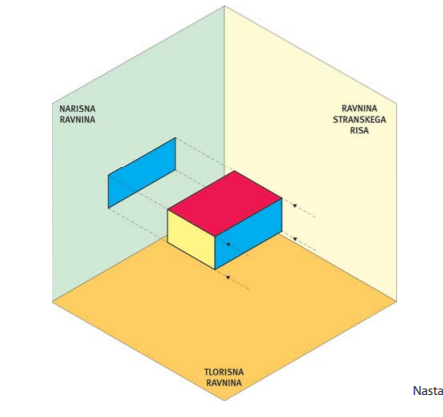 NARISNA
RAVNINA
RAVNINA
STRANSKEGA
RISA
TLORISNA
RAVNINA
Nasta